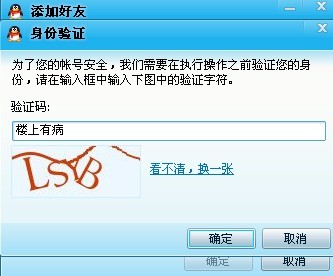 添加好友
身份验证
为了您的帐号安全，我们需要在执行操作之前验证您的身
份，请在输入框中输入下图中的验证字符。
验证码:
楼上有病
LSYB 看不清，换一张
确定 取消
确定 取消